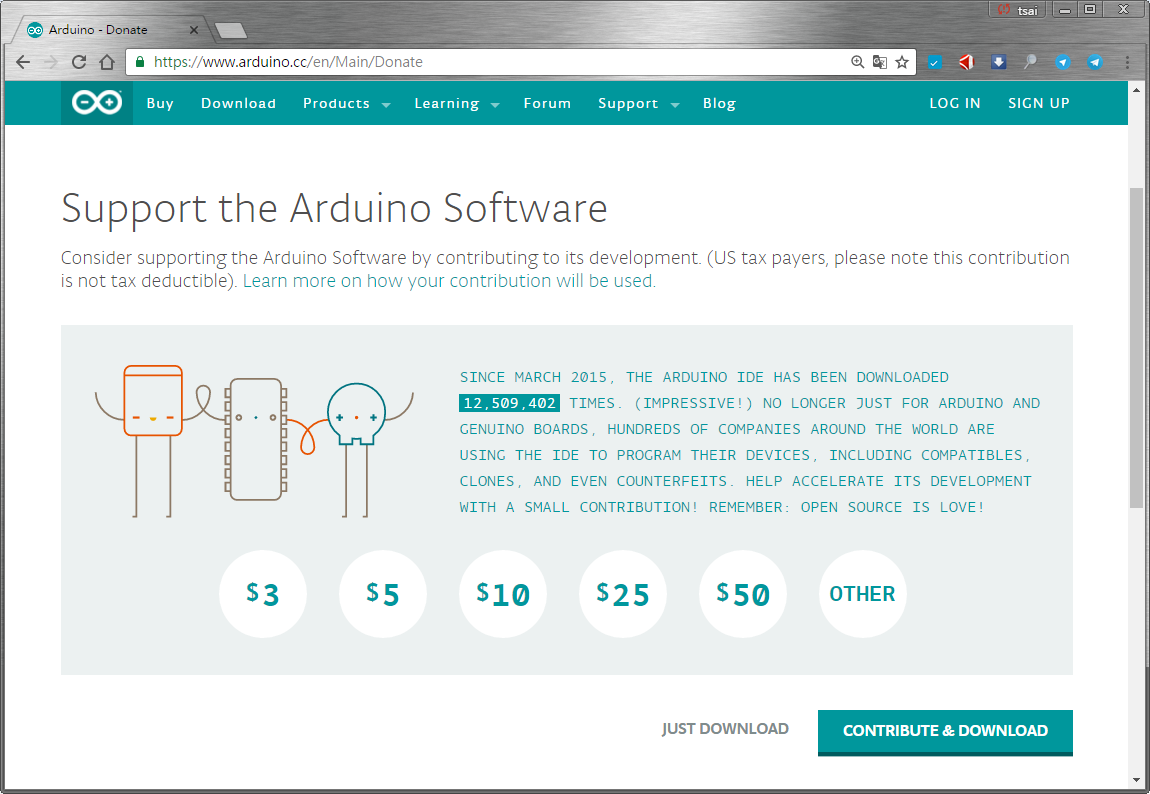 tsai
Arduino - Donate
https://www.arduino.cc/en/Main/Donate
Buy Download Products Learning Forum Support Blog LOG IN SIGN UP
Support the Arduino Software
Consider supporting the Arduino Software by contributing to its development. (US tax payers, please note this contribution
is not tax deductible). Learn more on how your contribution will be used.
SINCE MARCH 2015, THE ARDUINO IDE HAS BEEN DOWNLOADED
12,509,402 TIMES. (IMPRESSIVE!) NO LONGER JUST FOR ARDUINO AND
GENUINO BOARDS, HUNDREDS OF COMPANIES AROUND THE WORLD ARE
USING THE IDE TO PROGRAM THEIR DEVICES, INCLUDING COMPATIBLES,
CLONES, AND EVEN COUNTERFEITS. HELP ACCELERATE ITS DEVELOPMENT
WITH A SMALL CONTRIBUTION! REMEMBER: OPEN SOURCE IS LOVE!
$3 $5 $10 $25 $50 OTHER
JUST DOWNLOAD CONTRIBUTE & DOWNLOAD